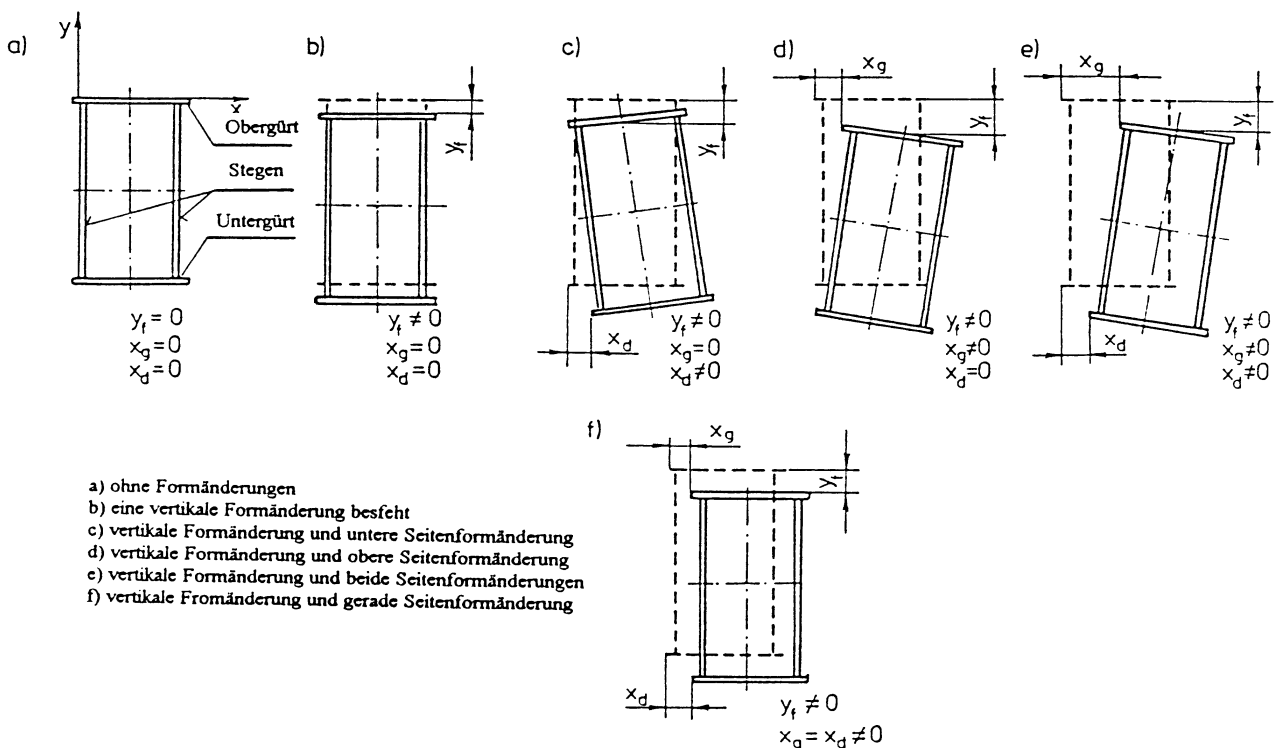 a)
y
x
Obergürt
Stegen
Untergürt
y_f = 0
x_g = 0
x_d = 0
b)
y_f
y_f ≠ 0
x_g = 0
x_d = 0
c)
y_f
x_d
y_f ≠ 0
x_g = 0
x_d ≠ 0
d)
x_g
y_f
y_f ≠ 0
x_g ≠ 0
x_d = 0
e)
x_g
y_f
x_d
y_f ≠ 0
x_g ≠ 0
x_d ≠ 0
f)
x_g
y_f
x_d
y_f ≠ 0
x_g = x_d ≠ 0
a) ohne Formänderungen
b) eine vertikale Formänderung besfeht
c) vertikale Formänderung und untere Seitenformänderung
d) vertikale Formänderung und obere Seitenformänderung
e) vertikale Formänderung und beide Seitenformänderungen
f) vertikale Fromänderung und gerade Seitenformänderung